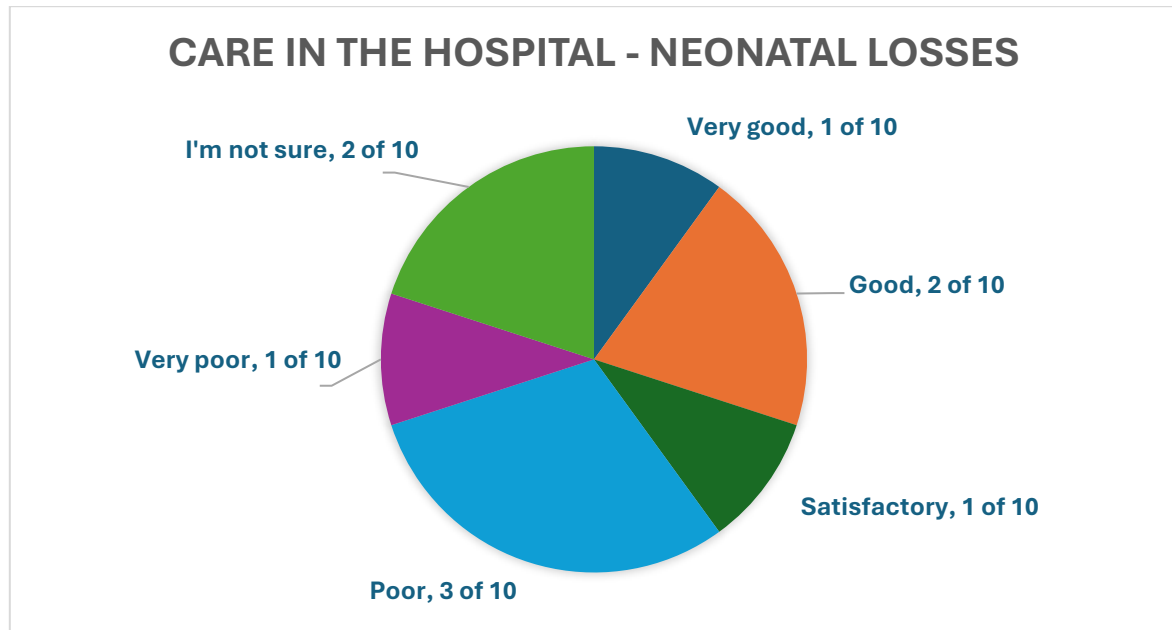 CARE IN THE HOSPITAL - NEONATAL LOSSES
Very good, 1 of 10
I'm not sure, 2 of 10
Good, 2 of 10
Very poor, 1 of 10
Satisfactory, 1 of 10
Poor, 3 of 10